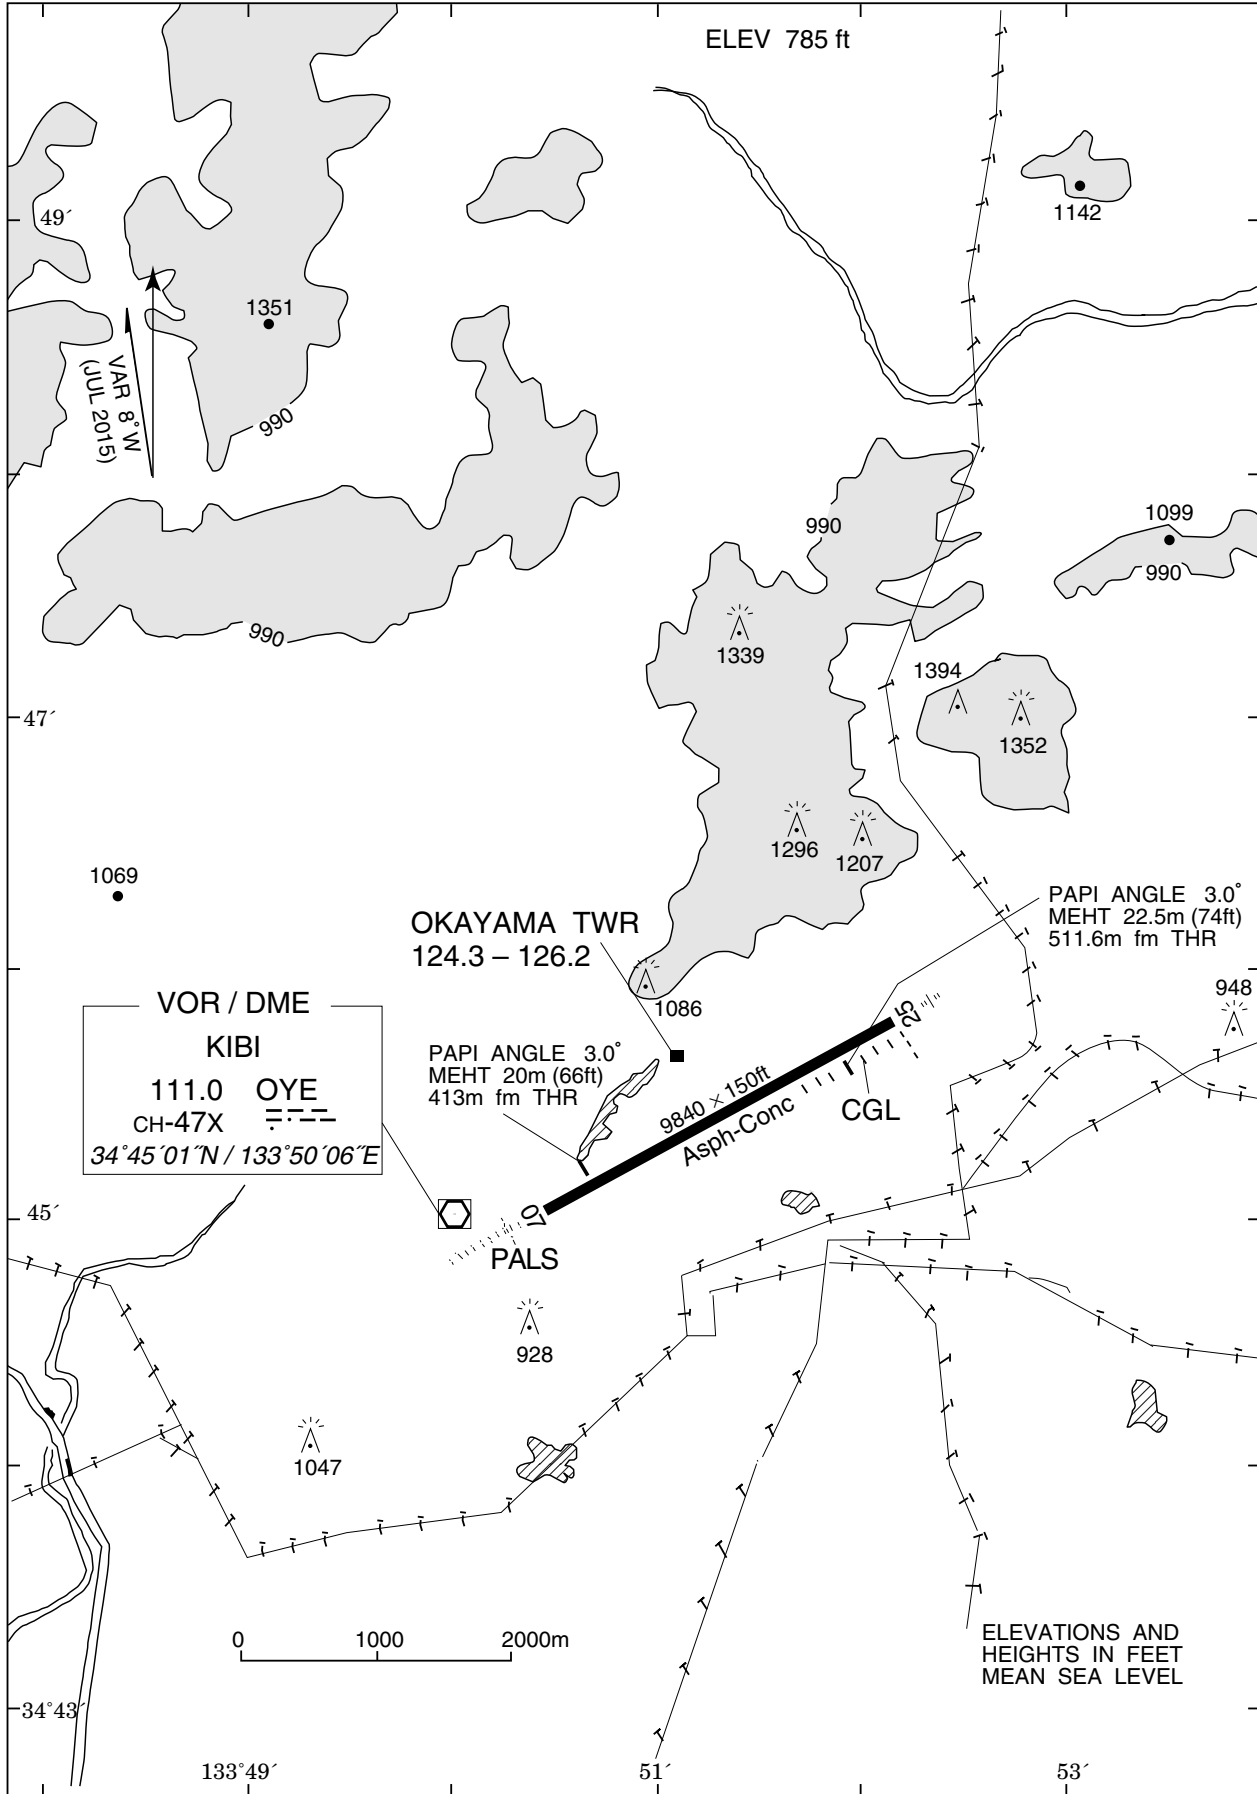 ELEV 785 ft
1142
49´
1351
VAR 8°W
(JUL 2015)
990
990
1099
990
990
1339
1394
1352
47´
1296
1207
1069
PAPI ANGLE 3.0°
MEHT 22.5m (74ft)
511.6m fm THR
OKAYAMA TWR
124.3 – 126.2
948
1086
VOR / DME
KIBI
111.0 OYE
CH-47X
34°45´01˝N / 133°50´06˝E
25
PAPI ANGLE 3.0°
MEHT 20m (66ft)
413m fm THR
9840 × 150ft
Asph-Conc
CGL
07
45´
PALS
928
1047
0 1000 2000m
ELEVATIONS AND
HEIGHTS IN FEET
MEAN SEA LEVEL
34°43´
133°49´ 51´ 53´